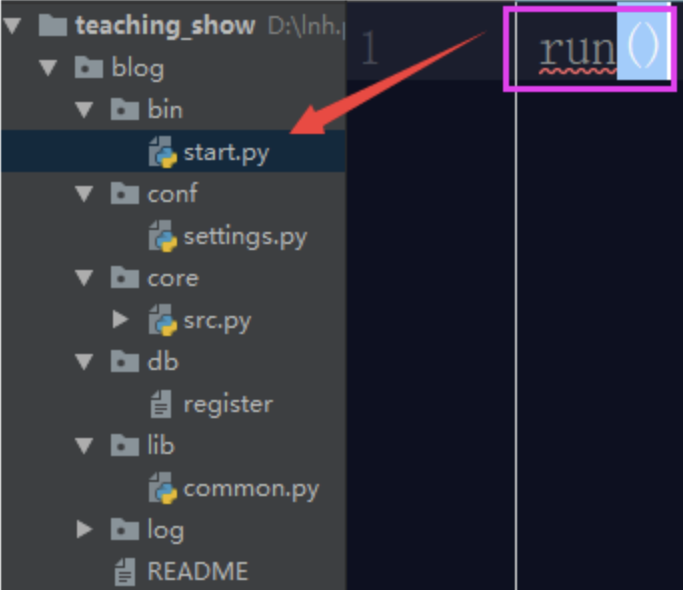 teaching_show D:\lnh.p
blog
bin
start.py
conf
settings.py
core
src.py
db
register
lib
common.py
log
README
1
run()